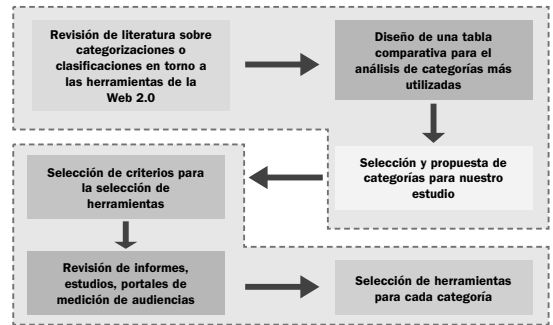 Revisión de literatura sobre
categorizaciones o
clasificaciones en torno a
las herramientas de la
Web 2.0
Diseño de una tabla
comparativa para el
análisis de categorías más
utilizadas
Selección y propuesta de
categorías para nuestro
estudio
Selección de criterios para
la selección de
herramientas
Revisión de informes,
estudios, portales de
medición de audiencias
Selección de herramientas
para cada categoría